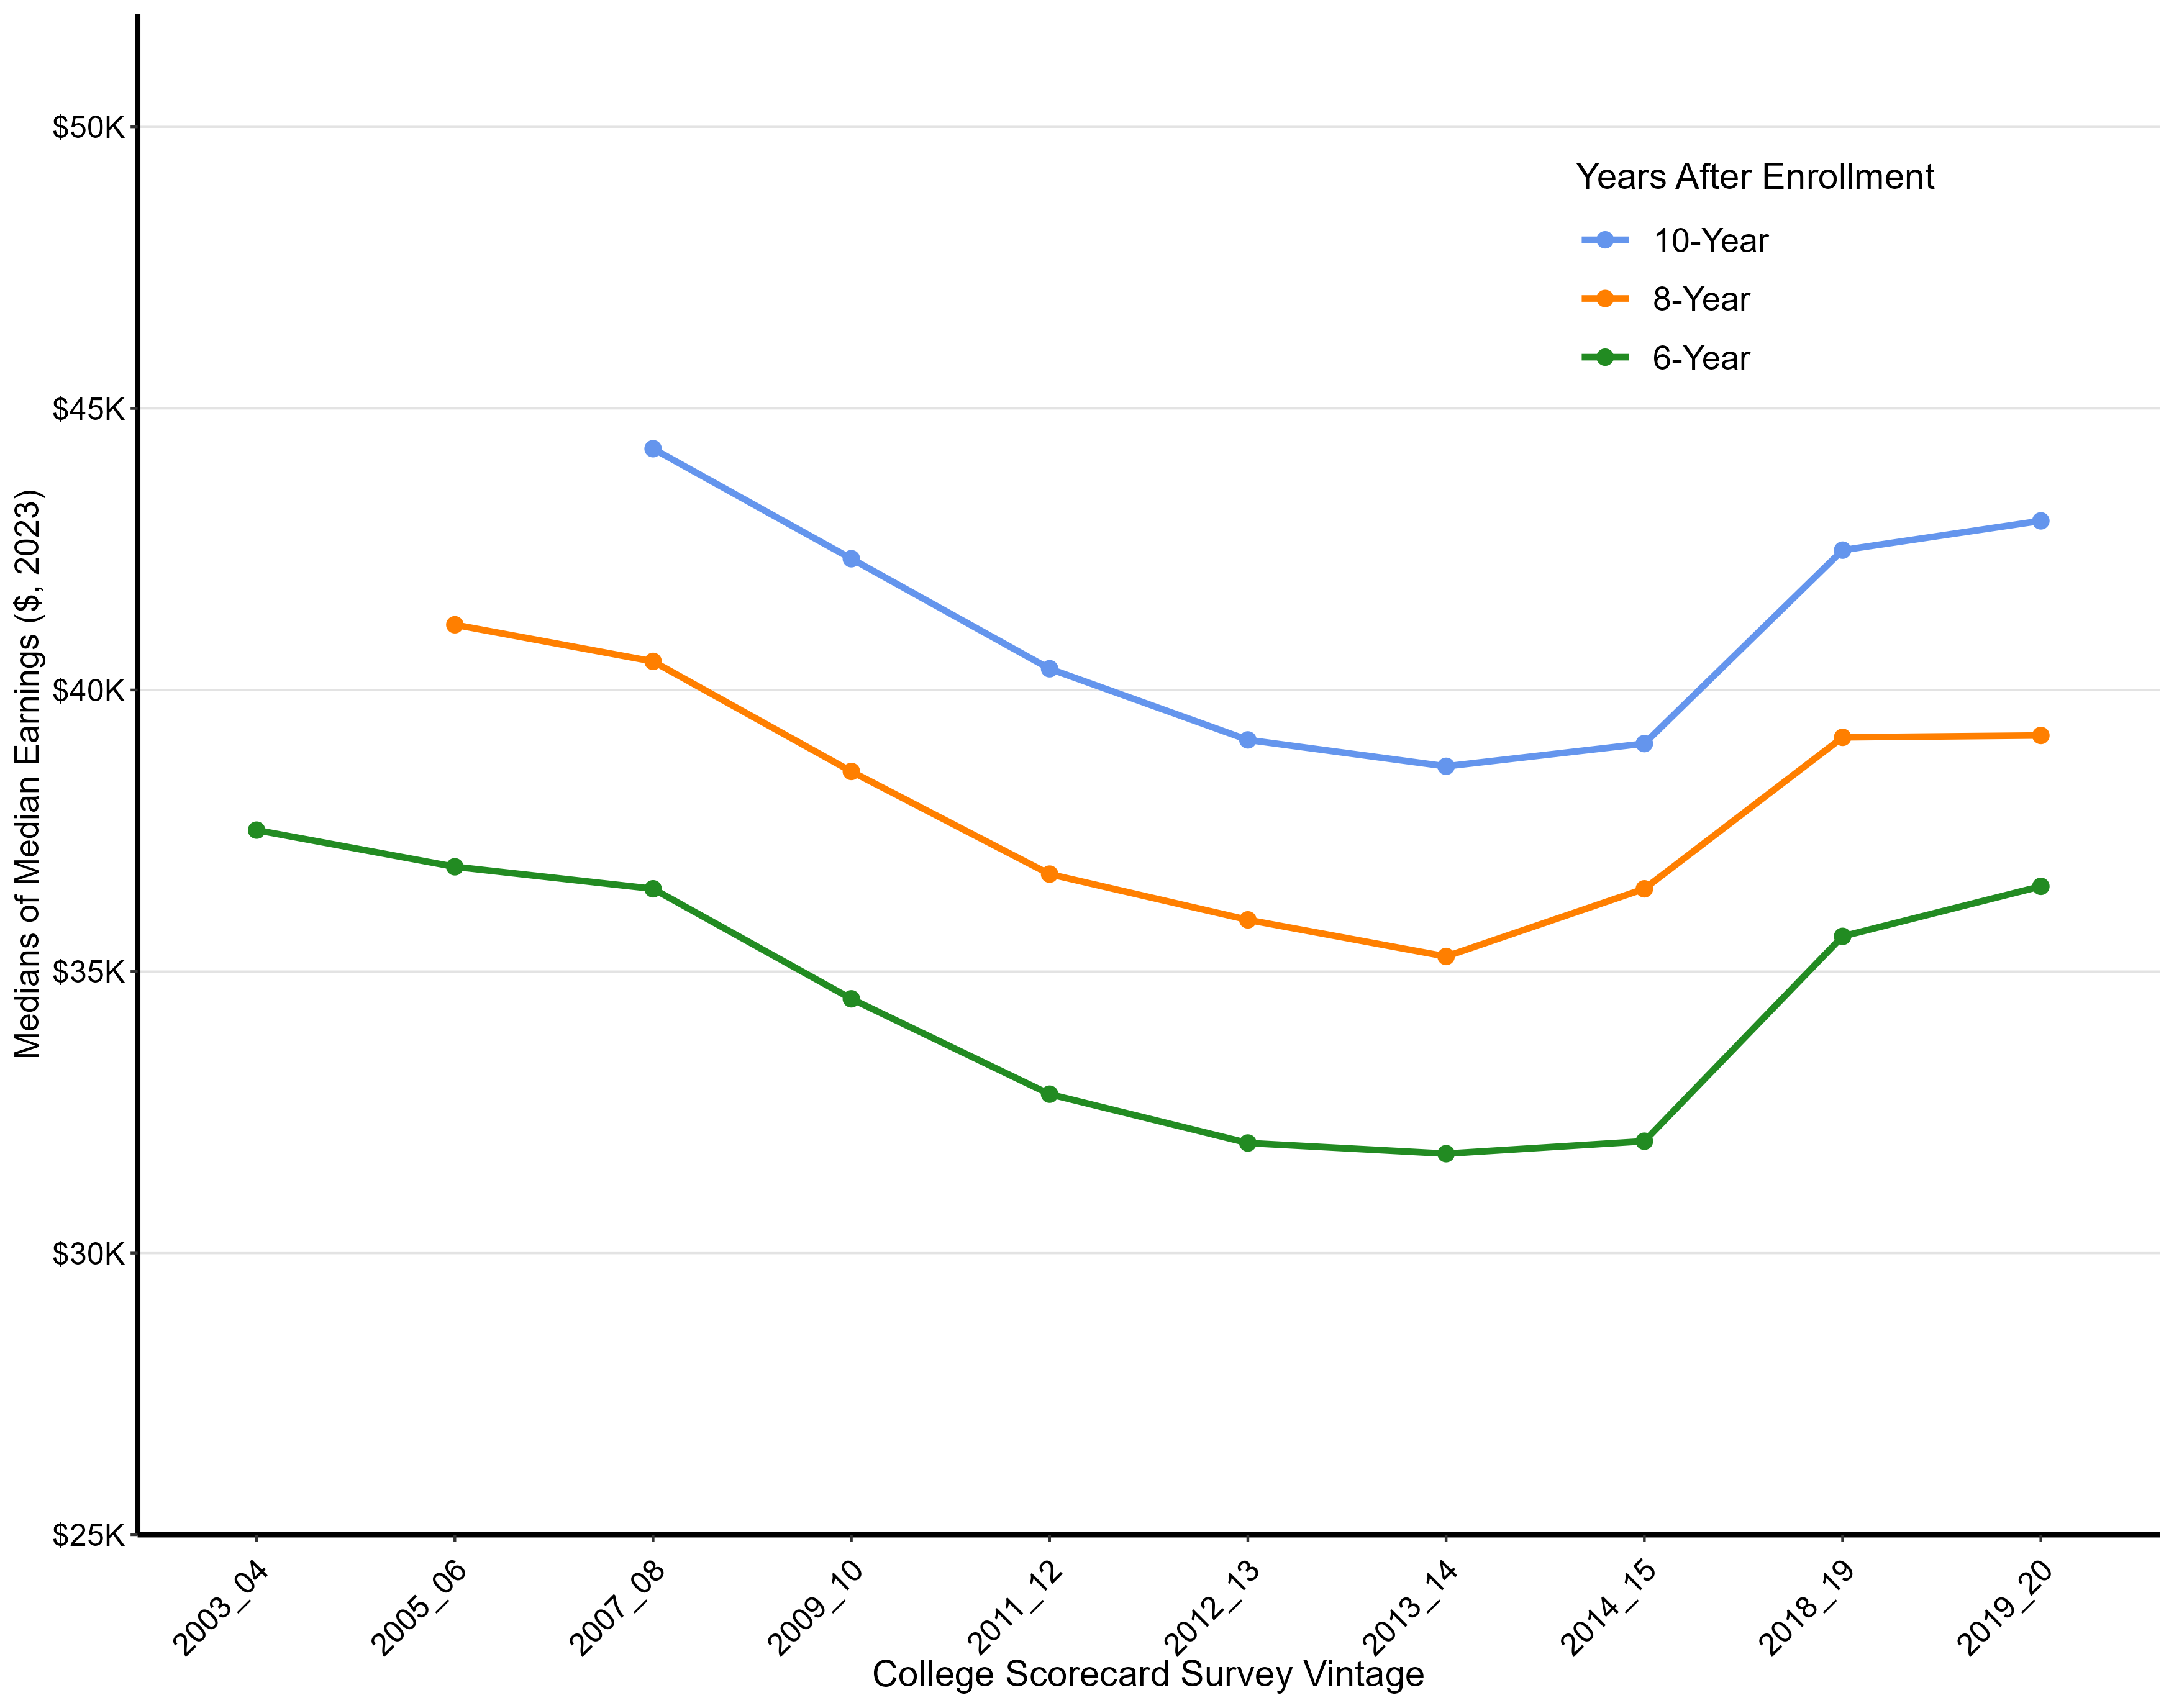 $50K
$45K
$40K
$35K
$30K
$25K
Medians of Median Earnings ($, 2023)
Years After Enrollment
10-Year
8-Year
6-Year
2003_04
2005_06
2007_08
2009_10
2011_12
2012_13
2013_14
2014_15
2018_19
2019_20
College Scorecard Survey Vintage